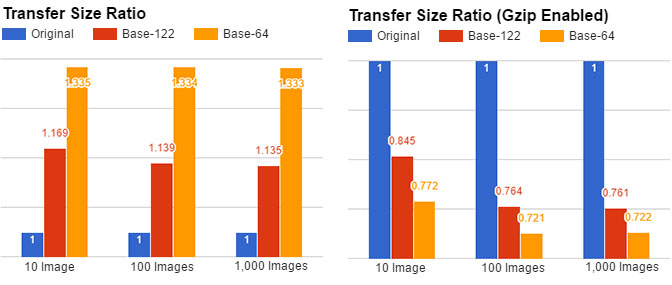 Transfer Size Ratio
Original Base-122 Base-64
1.335 1.334 1.333
1.169 1.139 1.135
1 1 1
10 Image 100 Images 1,000 Images
Transfer Size Ratio (Gzip Enabled)
Original Base-122 Base-64
1 1 1
0.845 0.764 0.761
0.772 0.721 0.722
10 Image 100 Images 1,000 Images